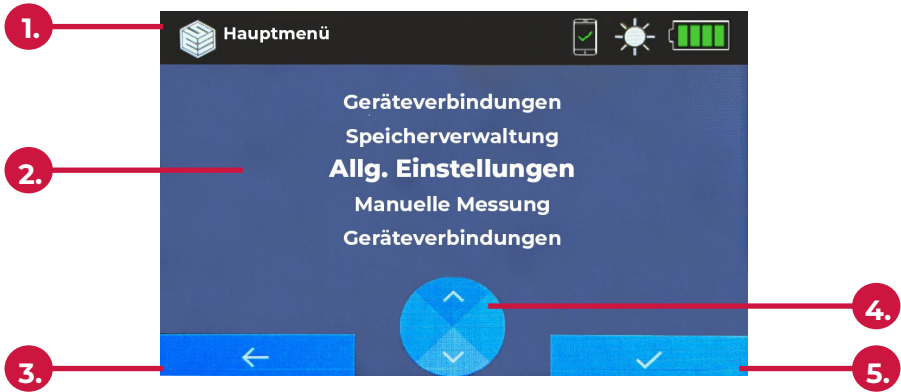 1.
Hauptmenü
2.
Geräteverbindungen
Speicherverwaltung
Allg. Einstellungen
Manuelle Messung
Geräteverbindungen
3.
4.
5.